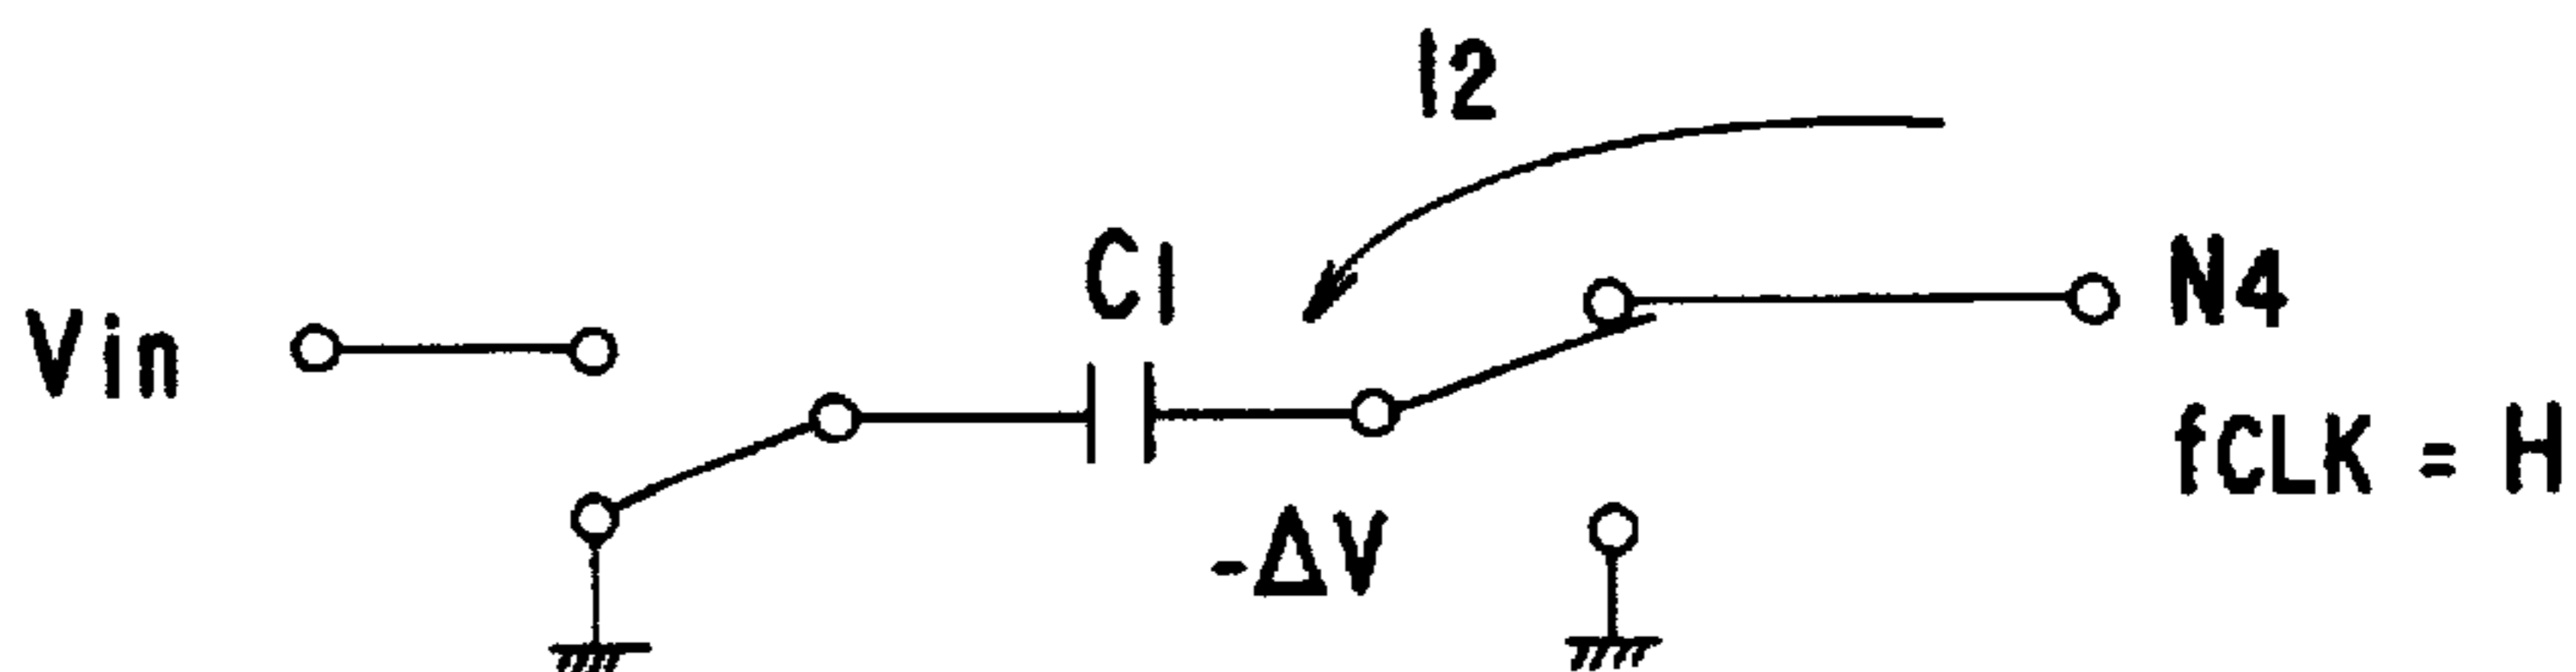 I2
C1
Vin
N4
-ΔV
fCLK = H